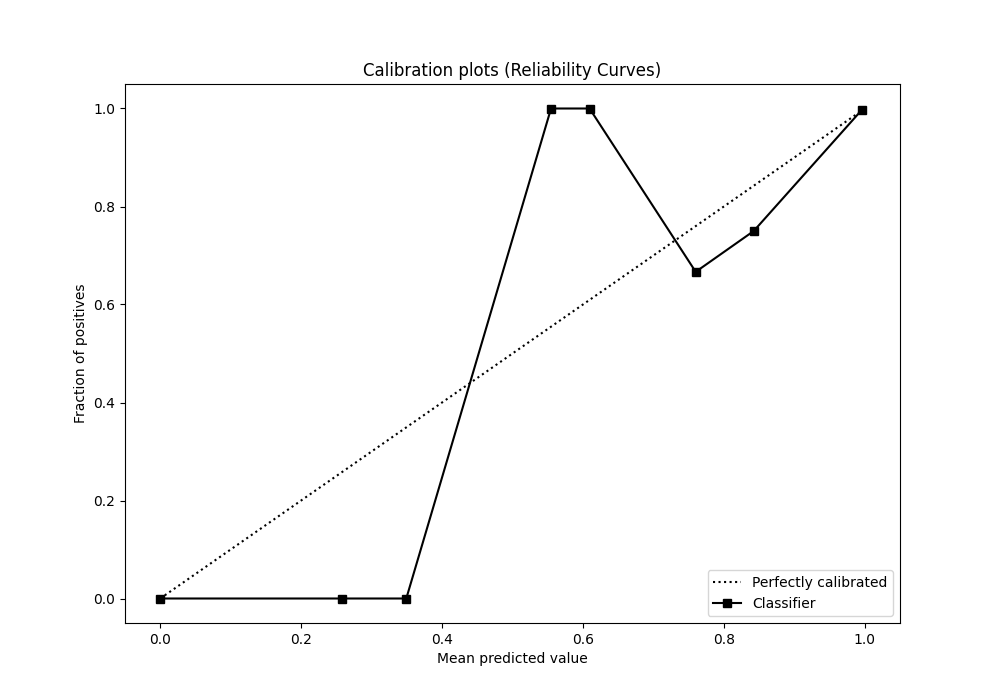 Calibration plots (Reliability Curves)
Fraction of positives
1.0
0.8
0.6
0.4
0.2
0.0
0.0 0.2 0.4 0.6 0.8 1.0
Mean predicted value
Perfectly calibrated
Classifier